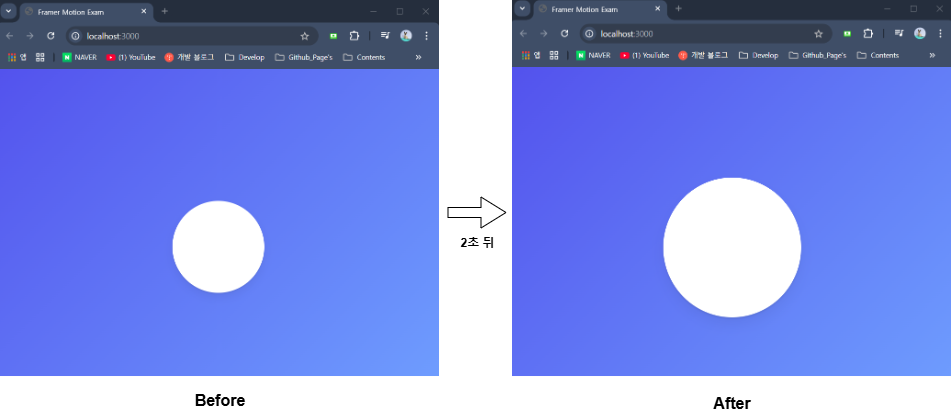 Framer Motion Exam
localhost:3000
앱 NAVER (1) YouTube 개발 블로그 Develop Github_Page's Contents »
Framer Motion Exam
localhost:3000
앱 NAVER (1) YouTube 개발 블로그 Develop Github_Page's Contents »
2초 뒤
Before
After